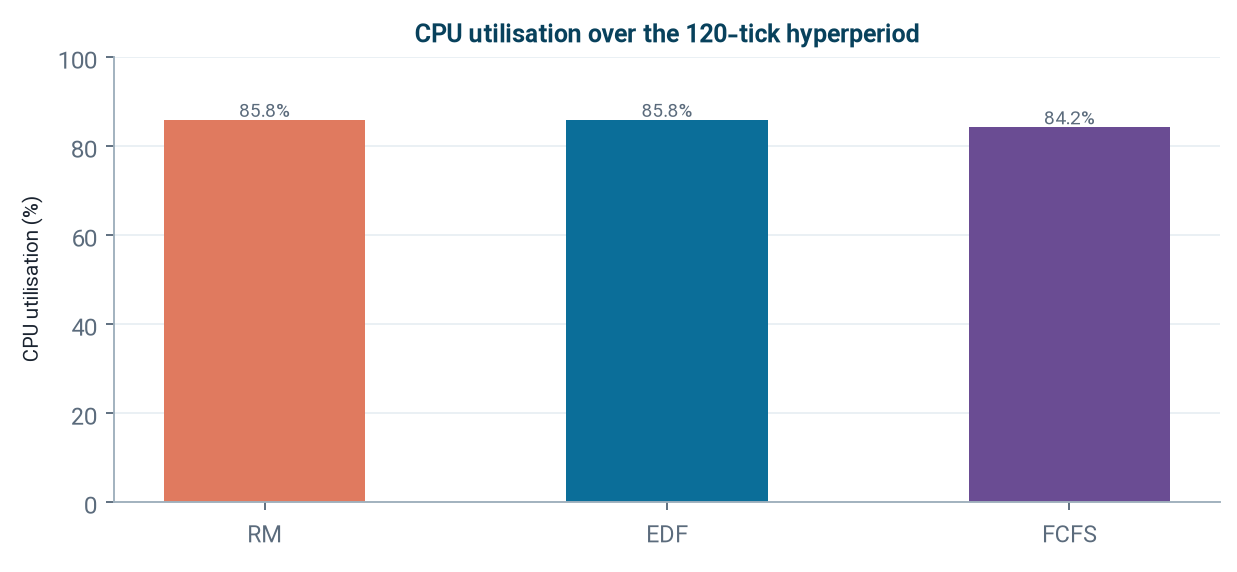 CPU utilisation over the 120-tick hyperperiod
CPU utilisation (%)
100
80
60
40
20
0
85.8%
85.8%
84.2%
RM
EDF
FCFS